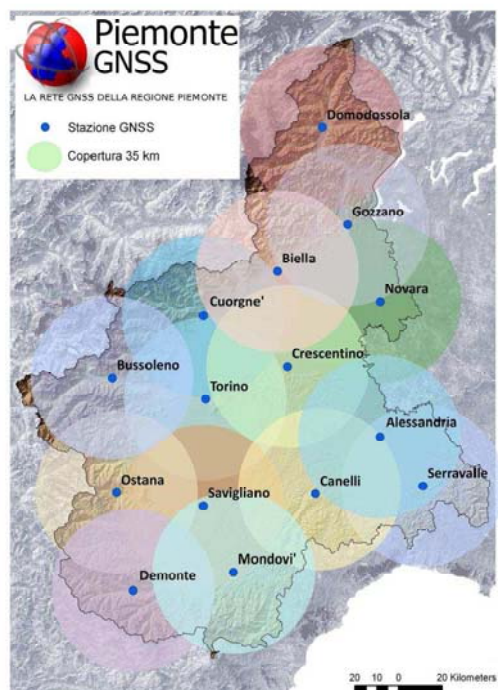 Piemonte
GNSS
LA RETE GNSS DELLA REGIONE PIEMONTE
Stazione GNSS
Copertura 35 km
Domodossola
Gozzano
Biella
Novara
Cuorgne'
Crescentino
Bussoleno
Torino
Alessandria
Serravalle
Ostana
Canelli
Savigliano
Mondovi'
Demonte
20 10 0 20 Kilometers